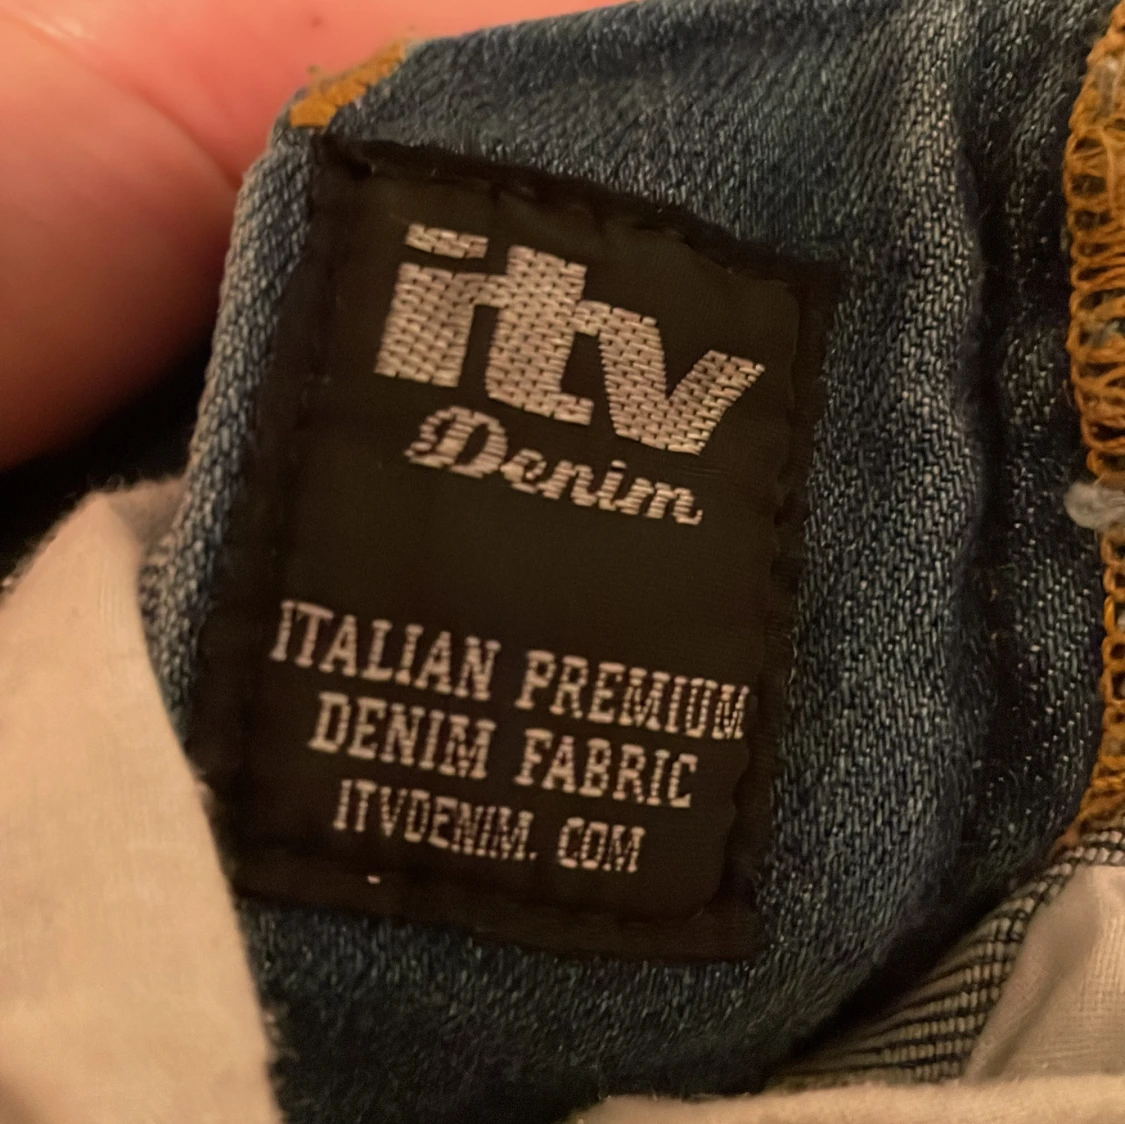 itv
Denim
ITALIAN PREMIUM
DENIM FABRIC
ITVDENIM. COM